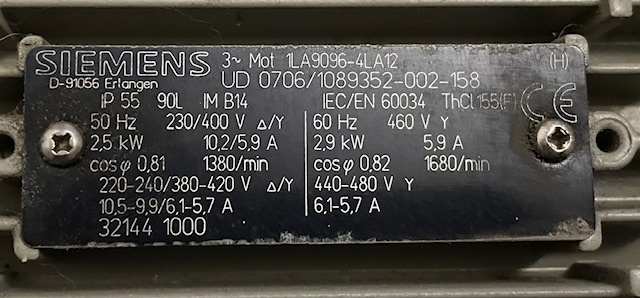 SIEMENS 3~ Mot 1LA9096-4LA12 (H)
D-91056 Erlangen UD 0706/1089352-002-158
IP 55 90L IM B14 IEC/EN 60034 ThCl 155(F) CE
50 Hz 230/400 V Δ/Y 60 Hz 460 V Y
2,5 kW 10,2/5,9 A 2,9 kW 5,9 A
cosφ 0,81 1380/min cosφ 0,82 1680/min
220-240/380-420 V Δ/Y 440-480 V Y
10,5-9,9/6,1-5,7 A 6,1-5,7 A
32144 1000